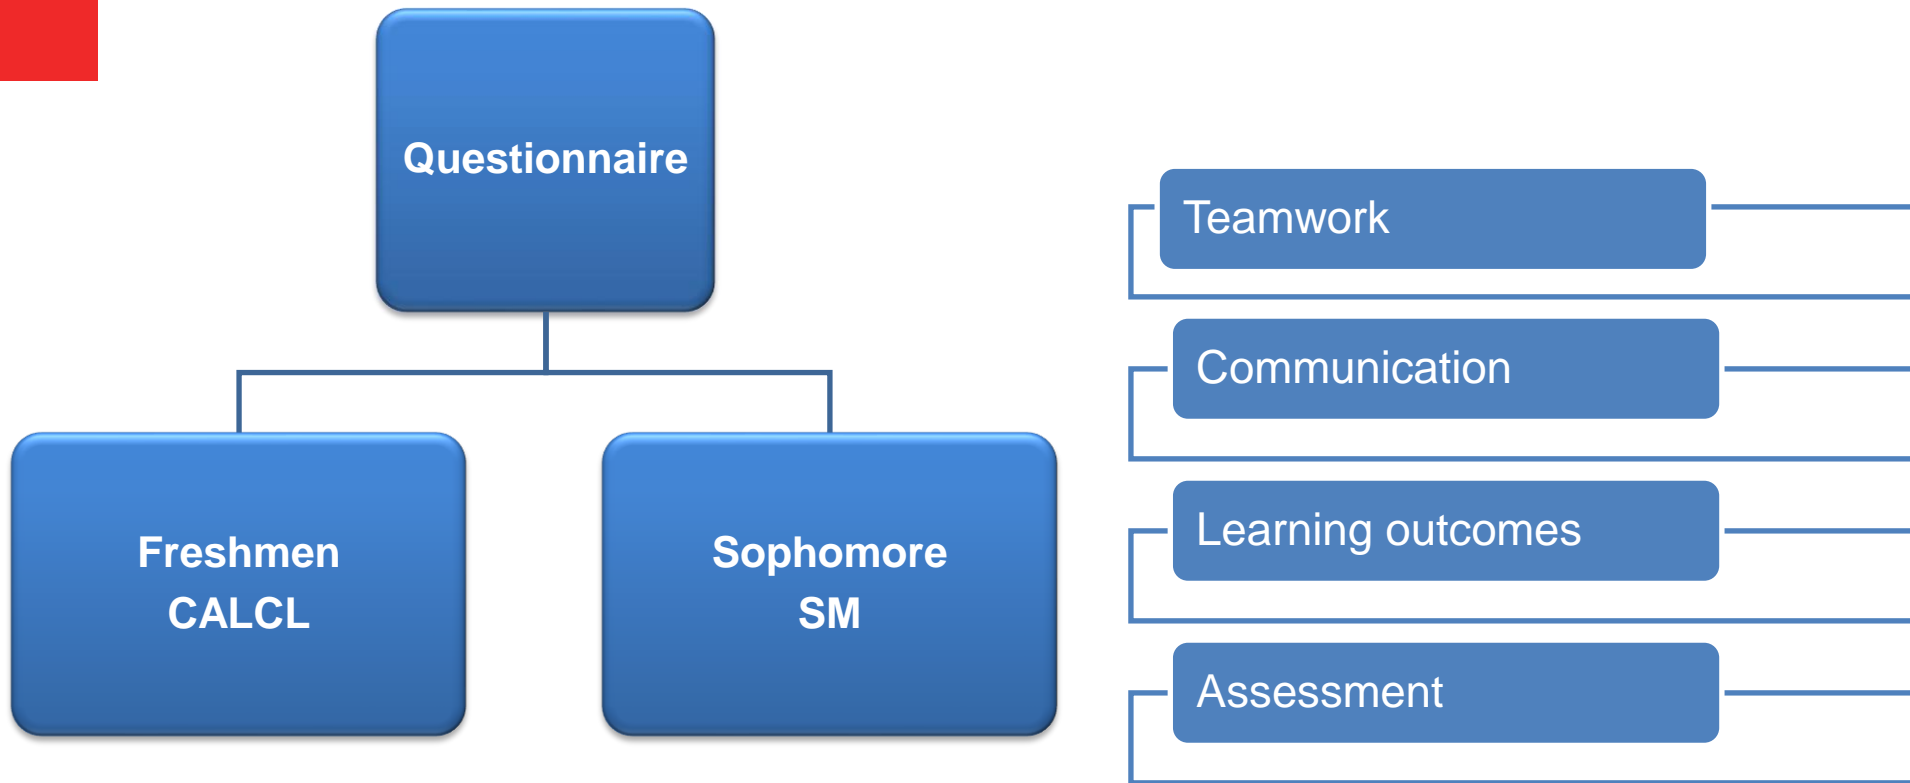 Questionnaire
Freshmen
CALCL
Sophomore
SM
Teamwork
Communication
Learning outcomes
Assessment